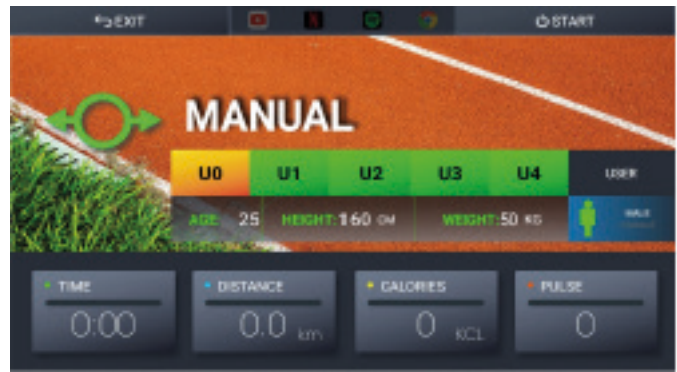 EXIT START
MANUAL
U0 U1 U2 U3 U4 USER
AGE: 25 HEIGHT:160 CM WEIGHT:50 KG MALE
TIME DISTANCE CALORIES PULSE
0:00 0.0 km 0 KCL 0